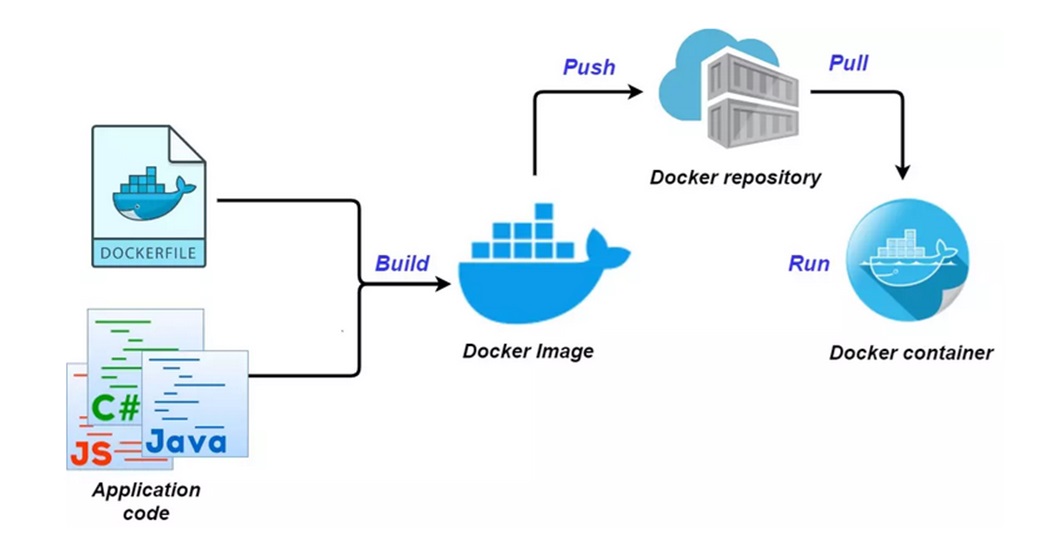 Push
Pull
Docker repository
DOCKERFILE
Build
Run
Docker Image
Docker container
C#
JS
Java
Application
code